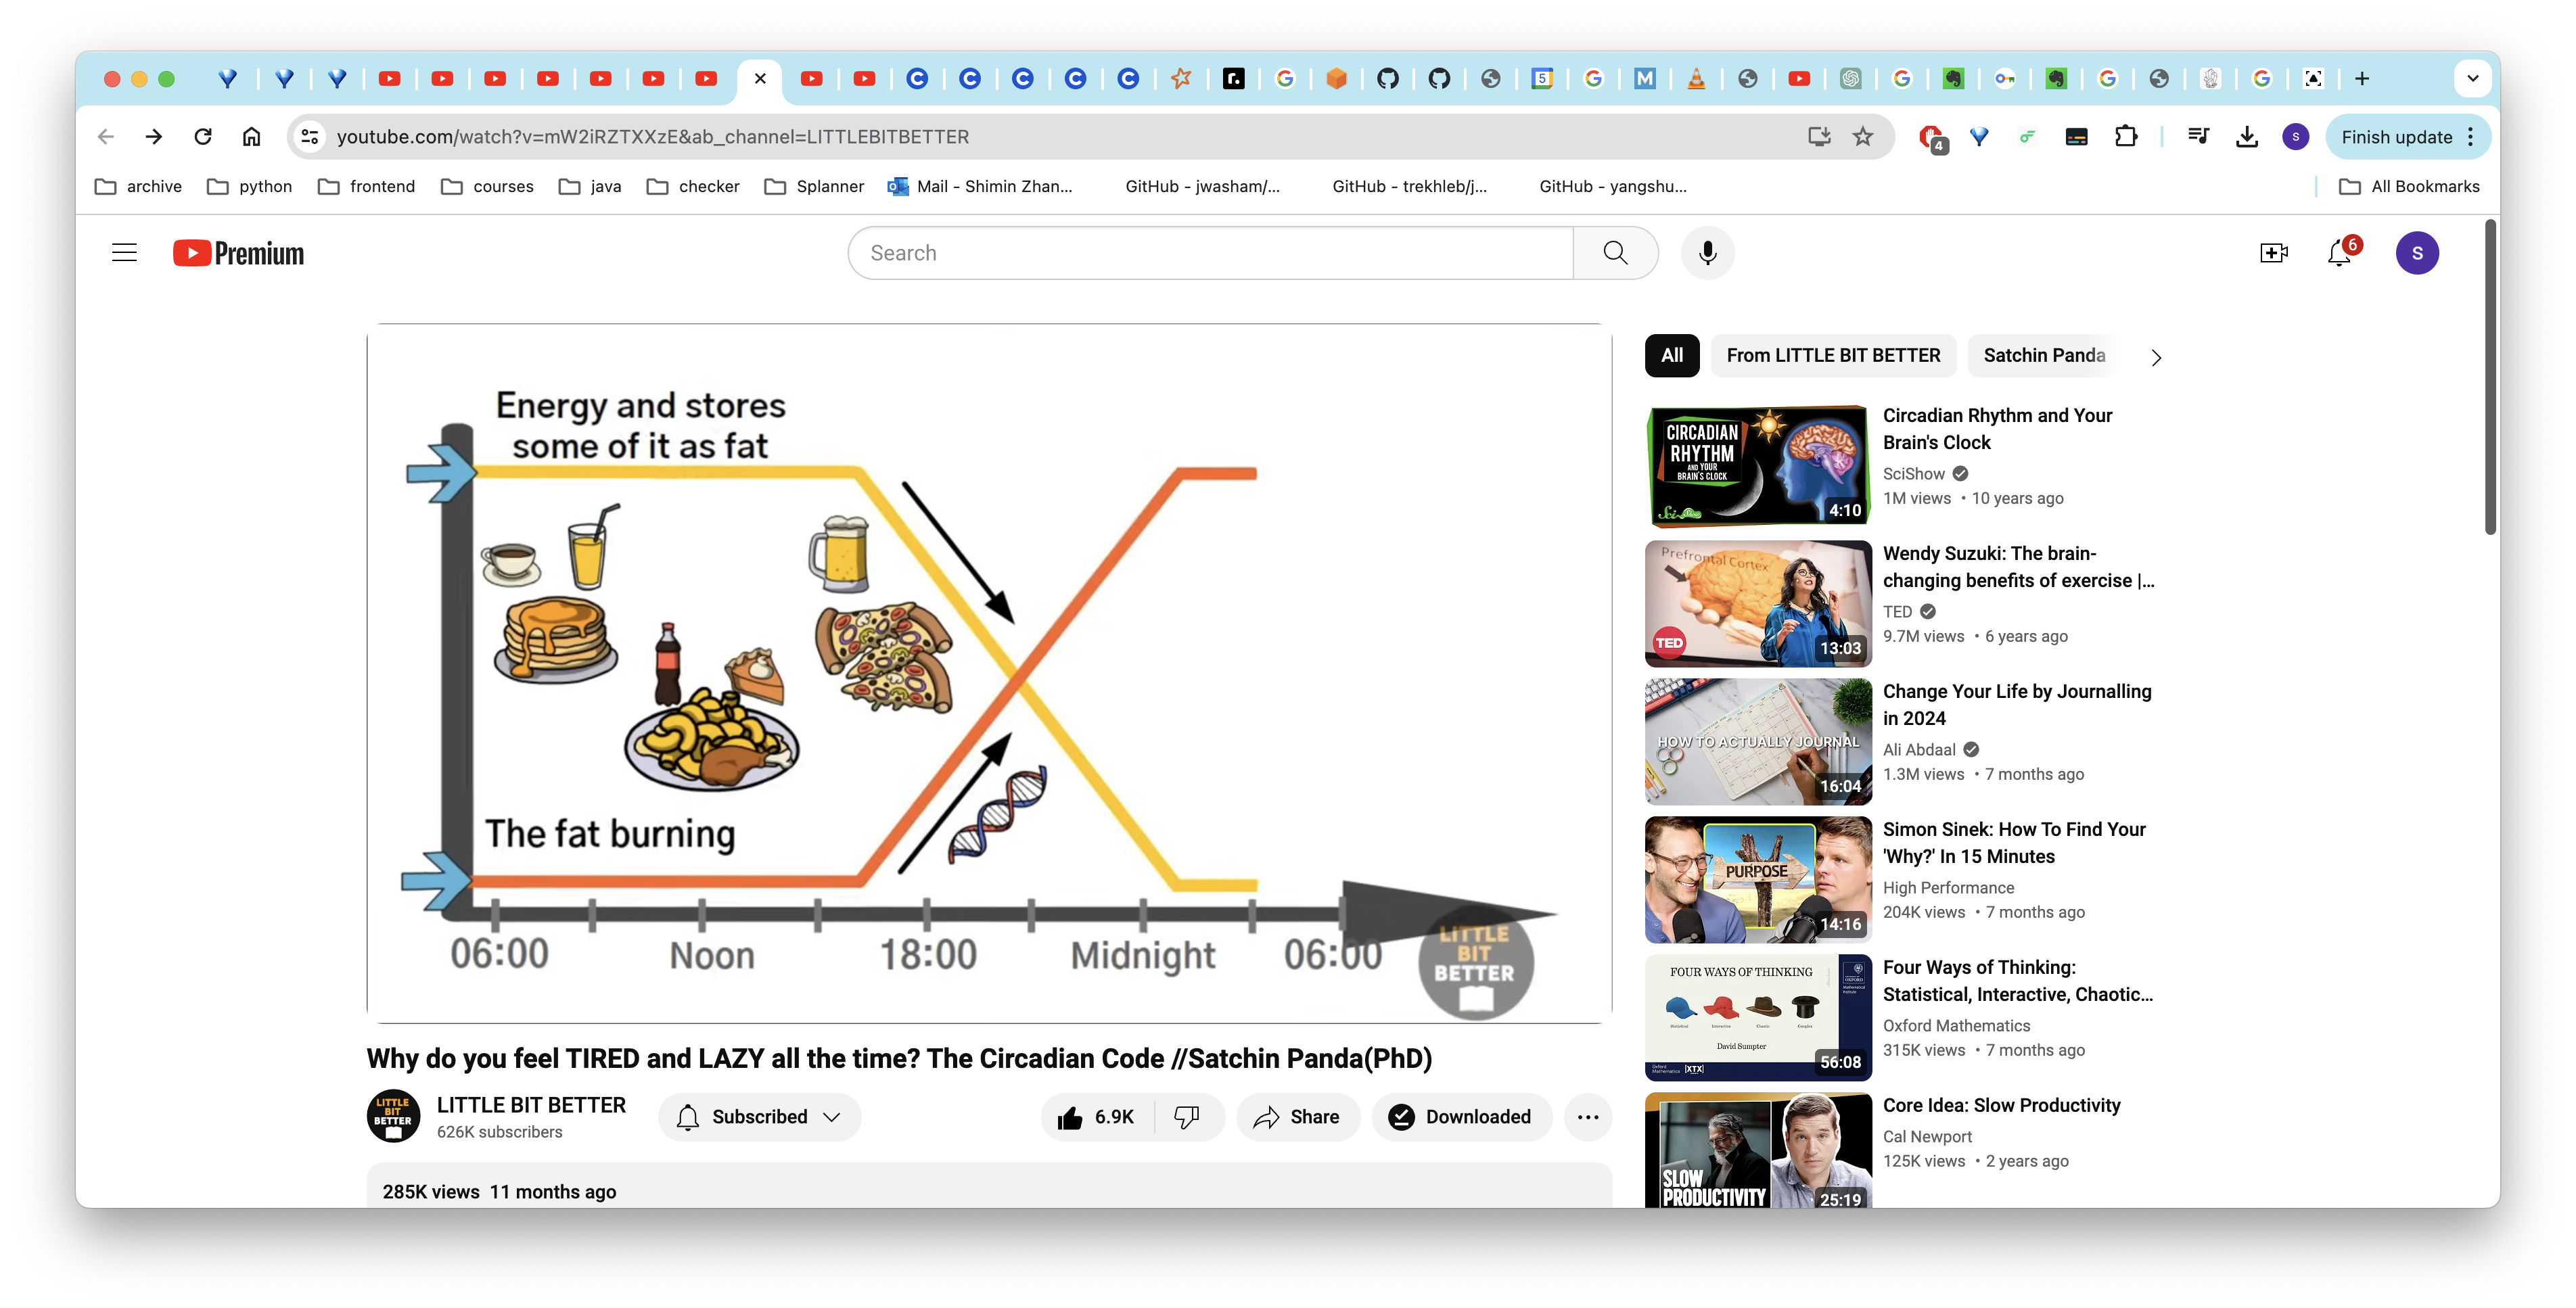 youtube.com/watch?v=mW2iRZTXXzE&ab_channel=LITTLEBITBETTER
4
S
Finish update
archive
python
frontend
courses
java
checker
Splanner
Mail - Shimin Zhan...
GitHub - jwasham/...
GitHub - trekhleb/j...
GitHub - yangshu...
All Bookmarks
Premium
Search
6
S
Energy and stores
some of it as fat
The fat burning
06:00
Noon
18:00
Midnight
06:00
LITTLE
BIT
BETTER
Why do you feel TIRED and LAZY all the time? The Circadian Code //Satchin Panda(PhD)
LITTLE
BIT
BETTER
LITTLE BIT BETTER
626K subscribers
Subscribed
6.9K
Share
Downloaded
285K views 11 months ago
All
From LITTLE BIT BETTER
Satchin Panda
CIRCADIAN
RHYTHM
AND YOUR
BRAIN'S CLOCK
4:10
Circadian Rhythm and Your
Brain's Clock
SciShow
1M views • 10 years ago
Prefrontal Cortex
TED
13:03
Wendy Suzuki: The brain-
changing benefits of exercise |...
TED
9.7M views • 6 years ago
HOW TO ACTUALLY JOURNAL
16:04
Change Your Life by Journalling
in 2024
Ali Abdaal
1.3M views • 7 months ago
PURPOSE
14:16
Simon Sinek: How To Find Your
'Why?' In 15 Minutes
High Performance
204K views • 7 months ago
FOUR WAYS OF THINKING
David Sumpter
56:08
Four Ways of Thinking:
Statistical, Interactive, Chaotic...
Oxford Mathematics
315K views • 7 months ago
SLOW
PRODUCTIVITY
25:19
Core Idea: Slow Productivity
Cal Newport
125K views • 2 years ago